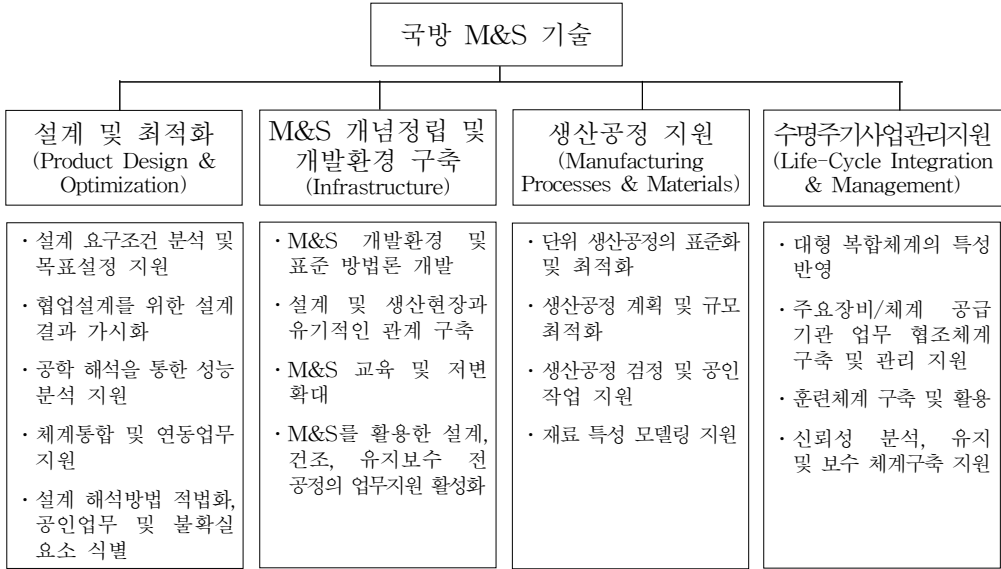 국방 M&S 기술
설계 및 최적화
(Product Design &
Optimization)
· 설계 요구조건 분석 및
목표설정 지원
· 협업설계를 위한 설계
결과 가시화
· 공학 해석을 통한 성능
분석 지원
· 체계통합 및 연동업무
지원
· 설계 해석방법 적법화,
공인업무 및 불확실
요소 식별
M&S 개념정립 및
개발환경 구축
(Infrastructure)
· M&S 개발환경 및
표준 방법론 개발
· 설계 및 생산현장과
유기적인 관계 구축
· M&S 교육 및 저변
확대
· M&S를 활용한 설계,
건조, 유지보수 전
공정의 업무지원 활성화
생산공정 지원
(Manufacturing
Processes & Materials)
· 단위 생산공정의 표준화
및 최적화
· 생산공정 계획 및 규모
최적화
· 생산공정 검정 및 공인
작업 지원
· 재료 특성 모델링 지원
수명주기사업관리지원
(Life-Cycle Integration
& Management)
· 대형 복합체계의 특성
반영
· 주요장비/체계 공급
기관 업무 협조체계
구축 및 관리 지원
· 훈련체계 구축 및 활용
· 신뢰성 분석, 유지
및 보수 체계구축 지원